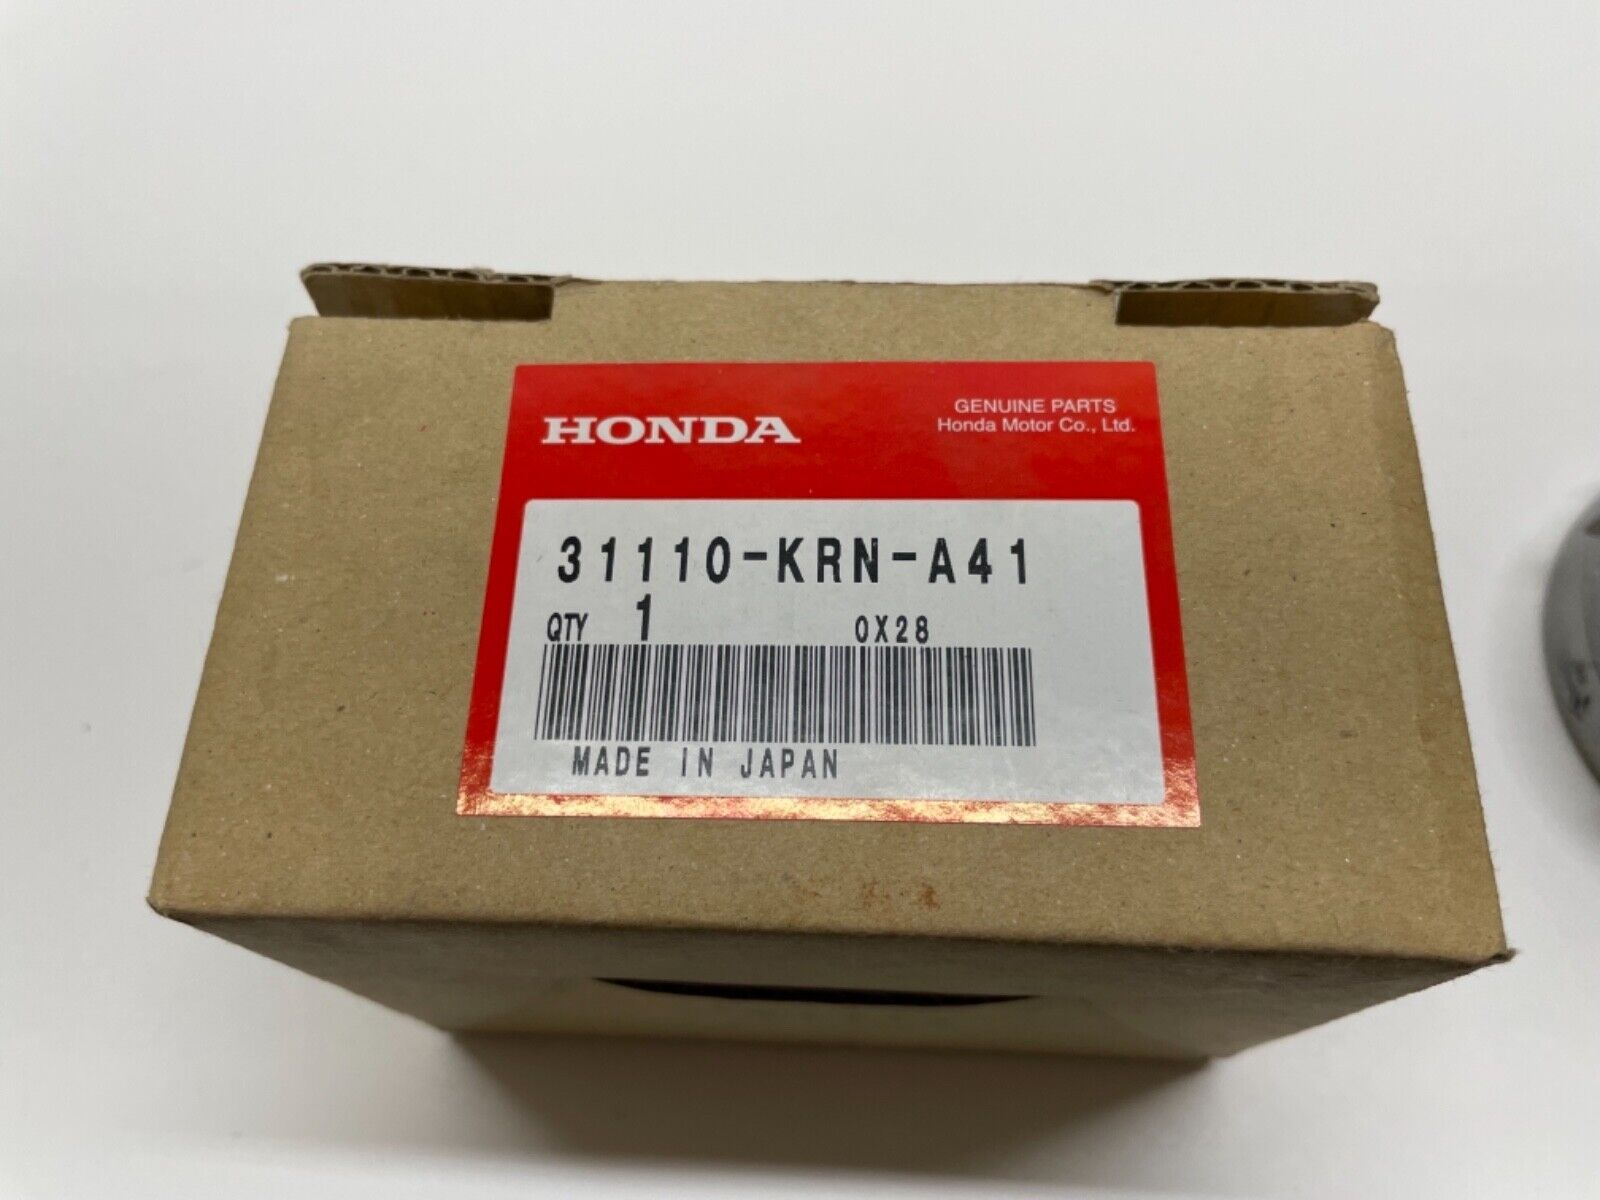 HONDA
GENUINE PARTS
Honda Motor Co., Ltd.
31110-KRN-A41
QTY 1 0X28
MADE IN JAPAN